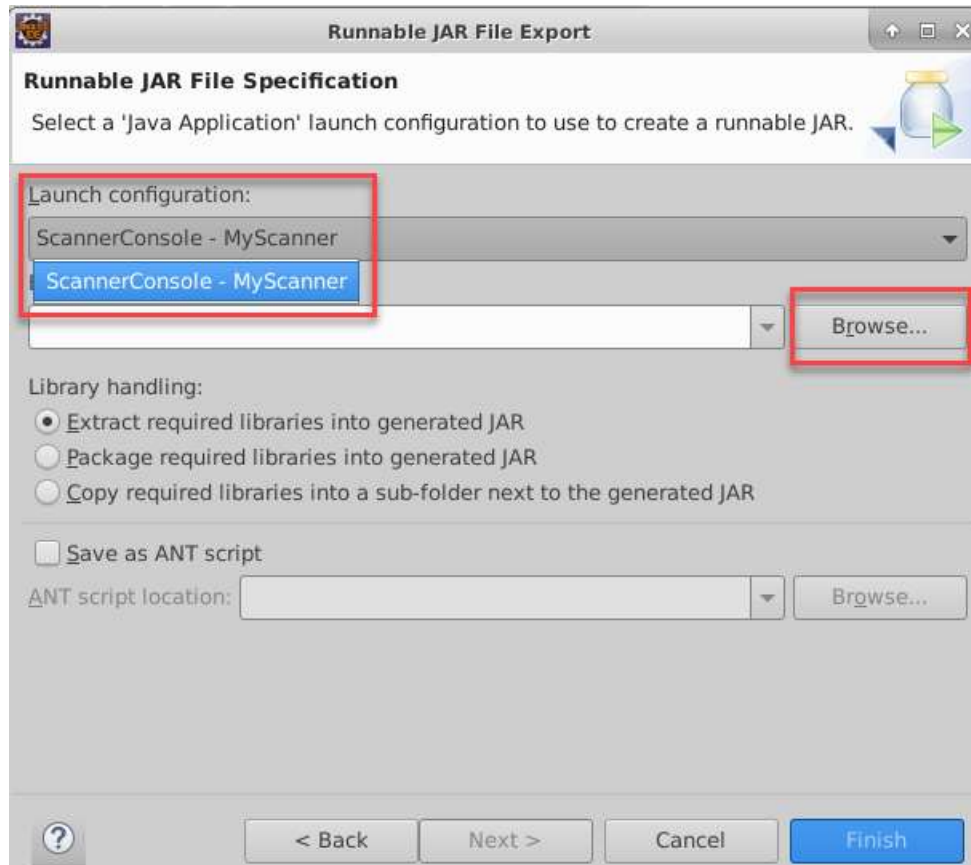 Runnable JAR File Export
Runnable JAR File Specification
Select a 'Java Application' launch configuration to use to create a runnable JAR.
Launch configuration:
ScannerConsole - MyScanner
ScannerConsole - MyScanner
Browse...
Library handling:
Extract required libraries into generated JAR
Package required libraries into generated JAR
Copy required libraries into a sub-folder next to the generated JAR
Save as ANT script
ANT script location:
Browse...
< Back
Next >
Cancel
Finish